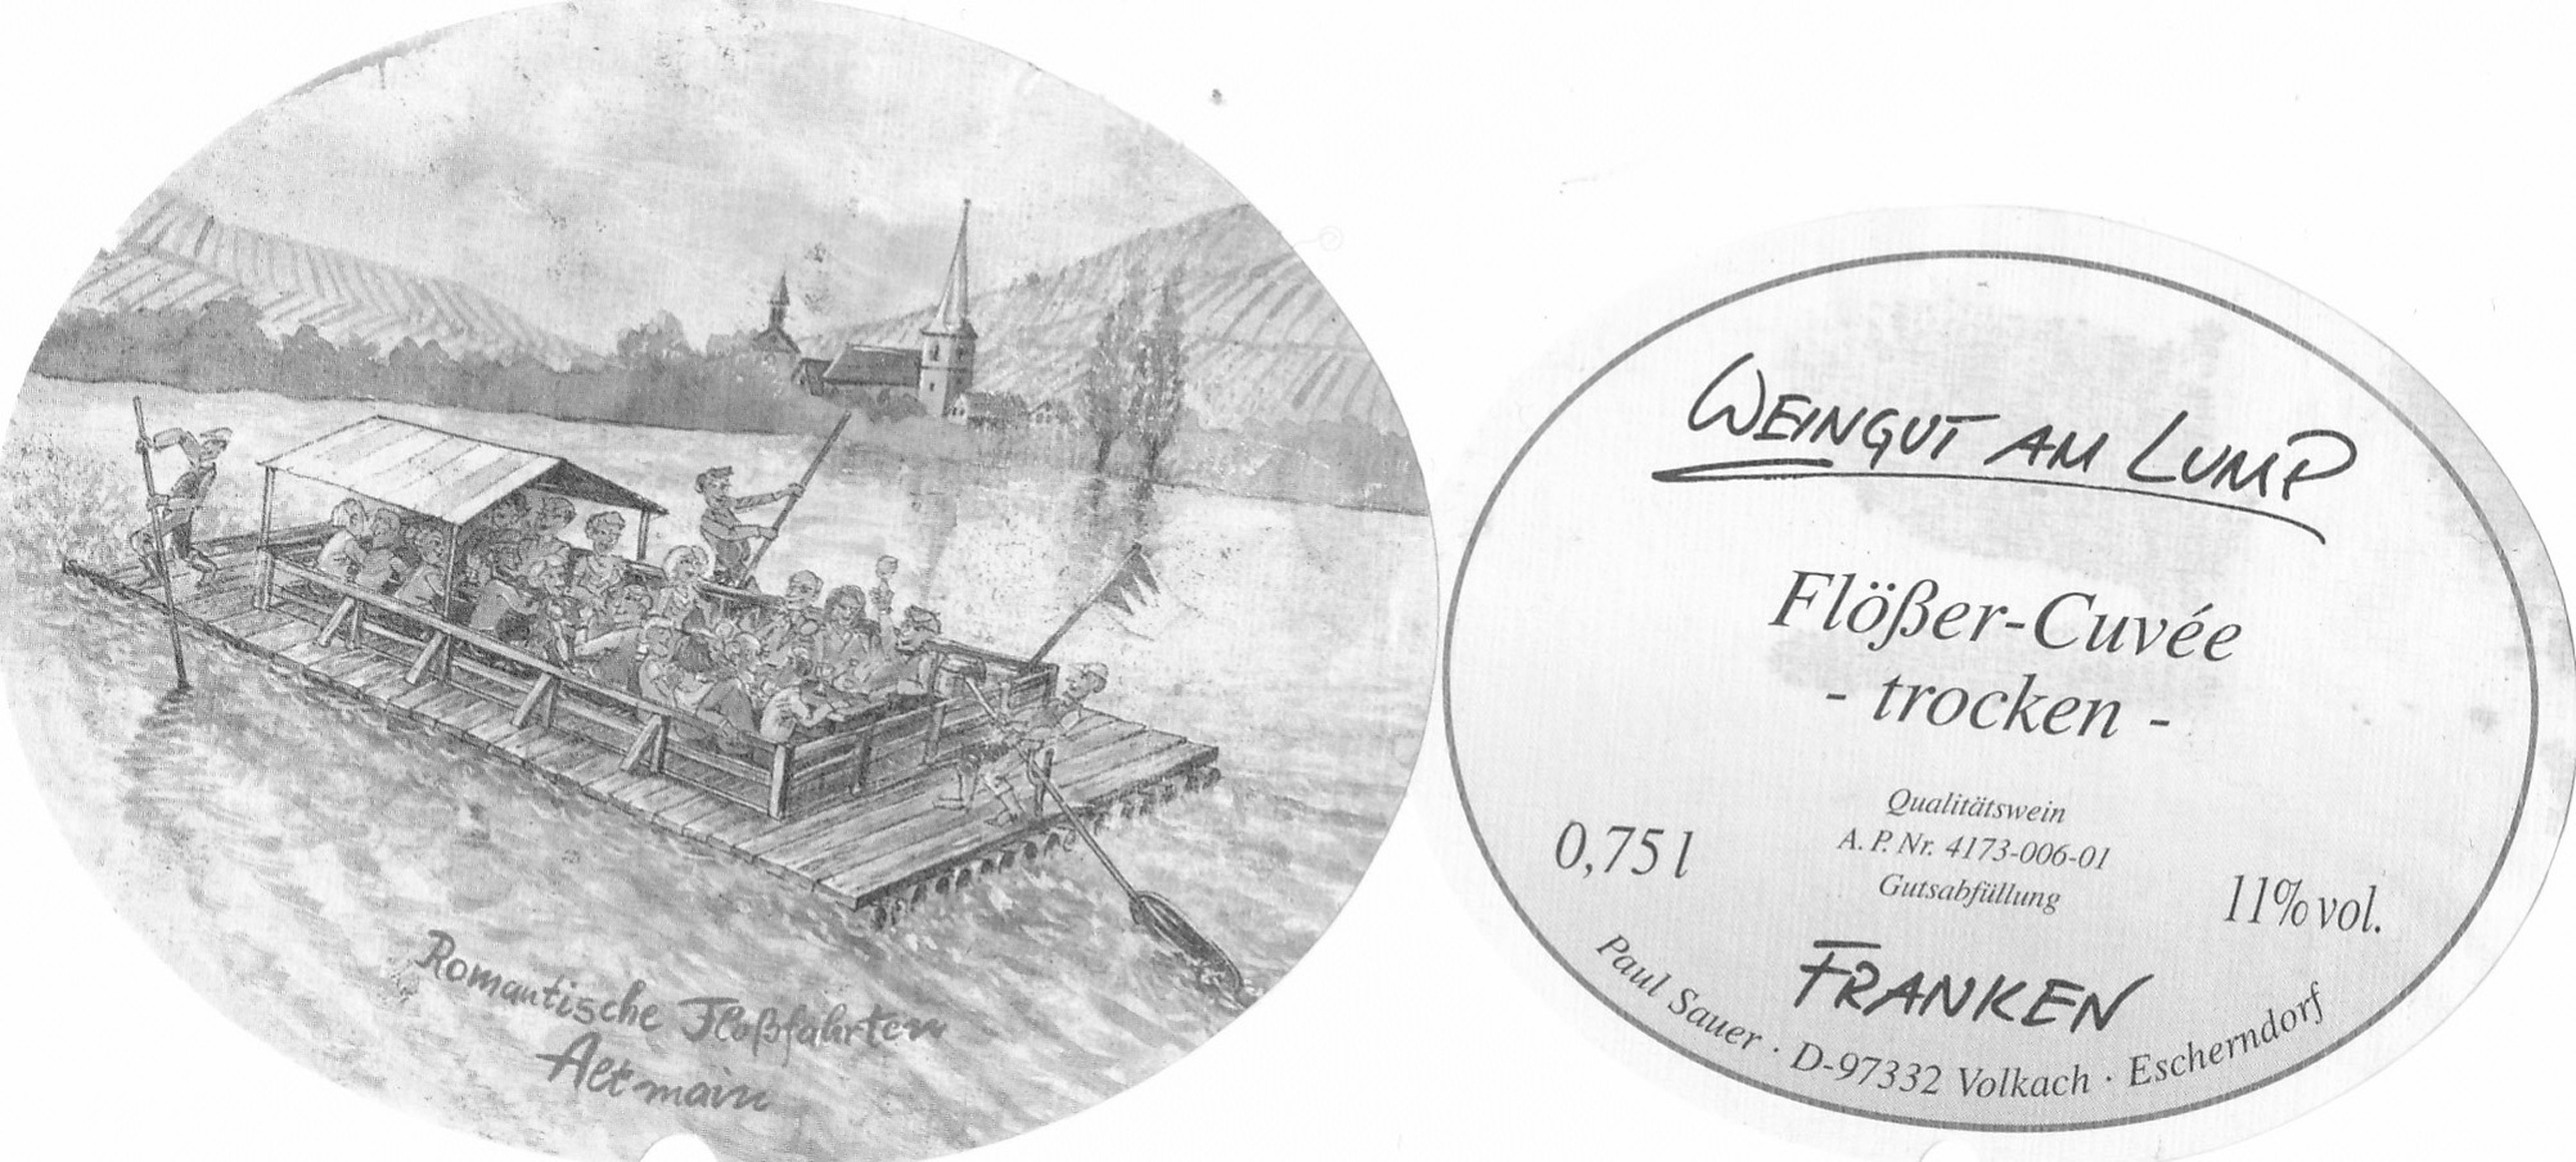 Romantische Floßfahrten
Altmain
WEINGUT AM LUMP
Flößer-Cuvée
- trocken -
Qualitätswein
A. P. Nr. 4173-006-01
Gutsabfüllung
0,75 l
11% vol.
FRANKEN
Paul Sauer · D-97332 Volkach · Escherndorf